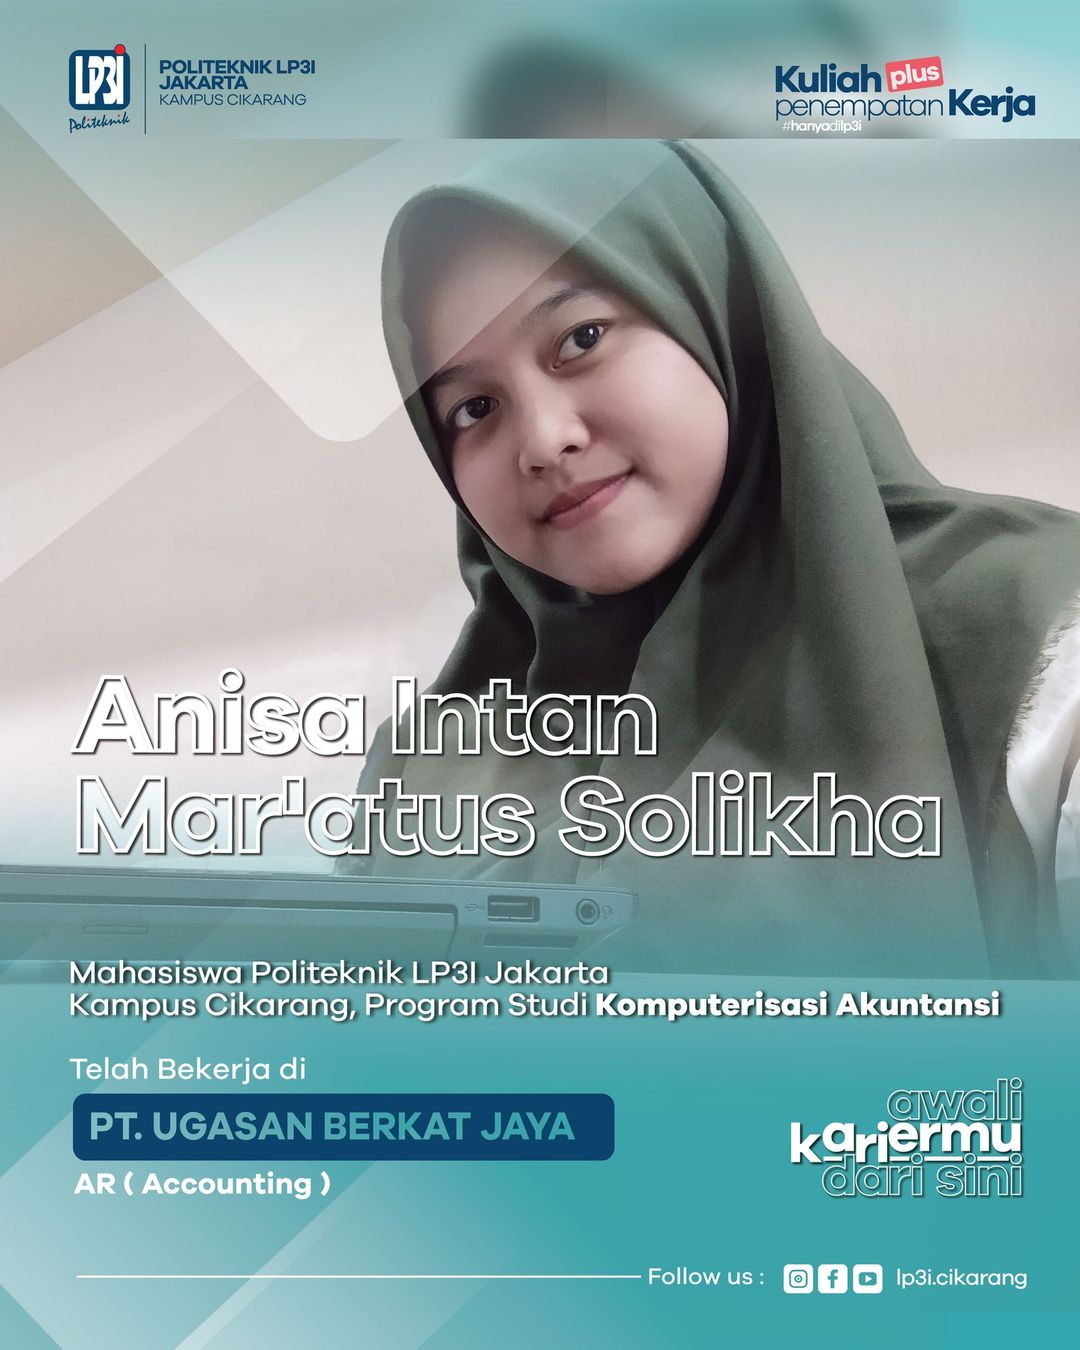 LP3I
Politeknik
POLITEKNIK LP3I
JAKARTA
KAMPUS CIKARANG
Kuliah plus
penempatan Kerja
#hanyadilp3i
Anisa Intan
Mar'atus Solikha
Mahasiswa Politeknik LP3I Jakarta
Kampus Cikarang, Program Studi Komputerisasi Akuntansi
Telah Bekerja di
PT. UGASAN BERKAT JAYA
AR ( Accounting )
awali
kariermu
dari sini
Follow us :
lp3i.cikarang